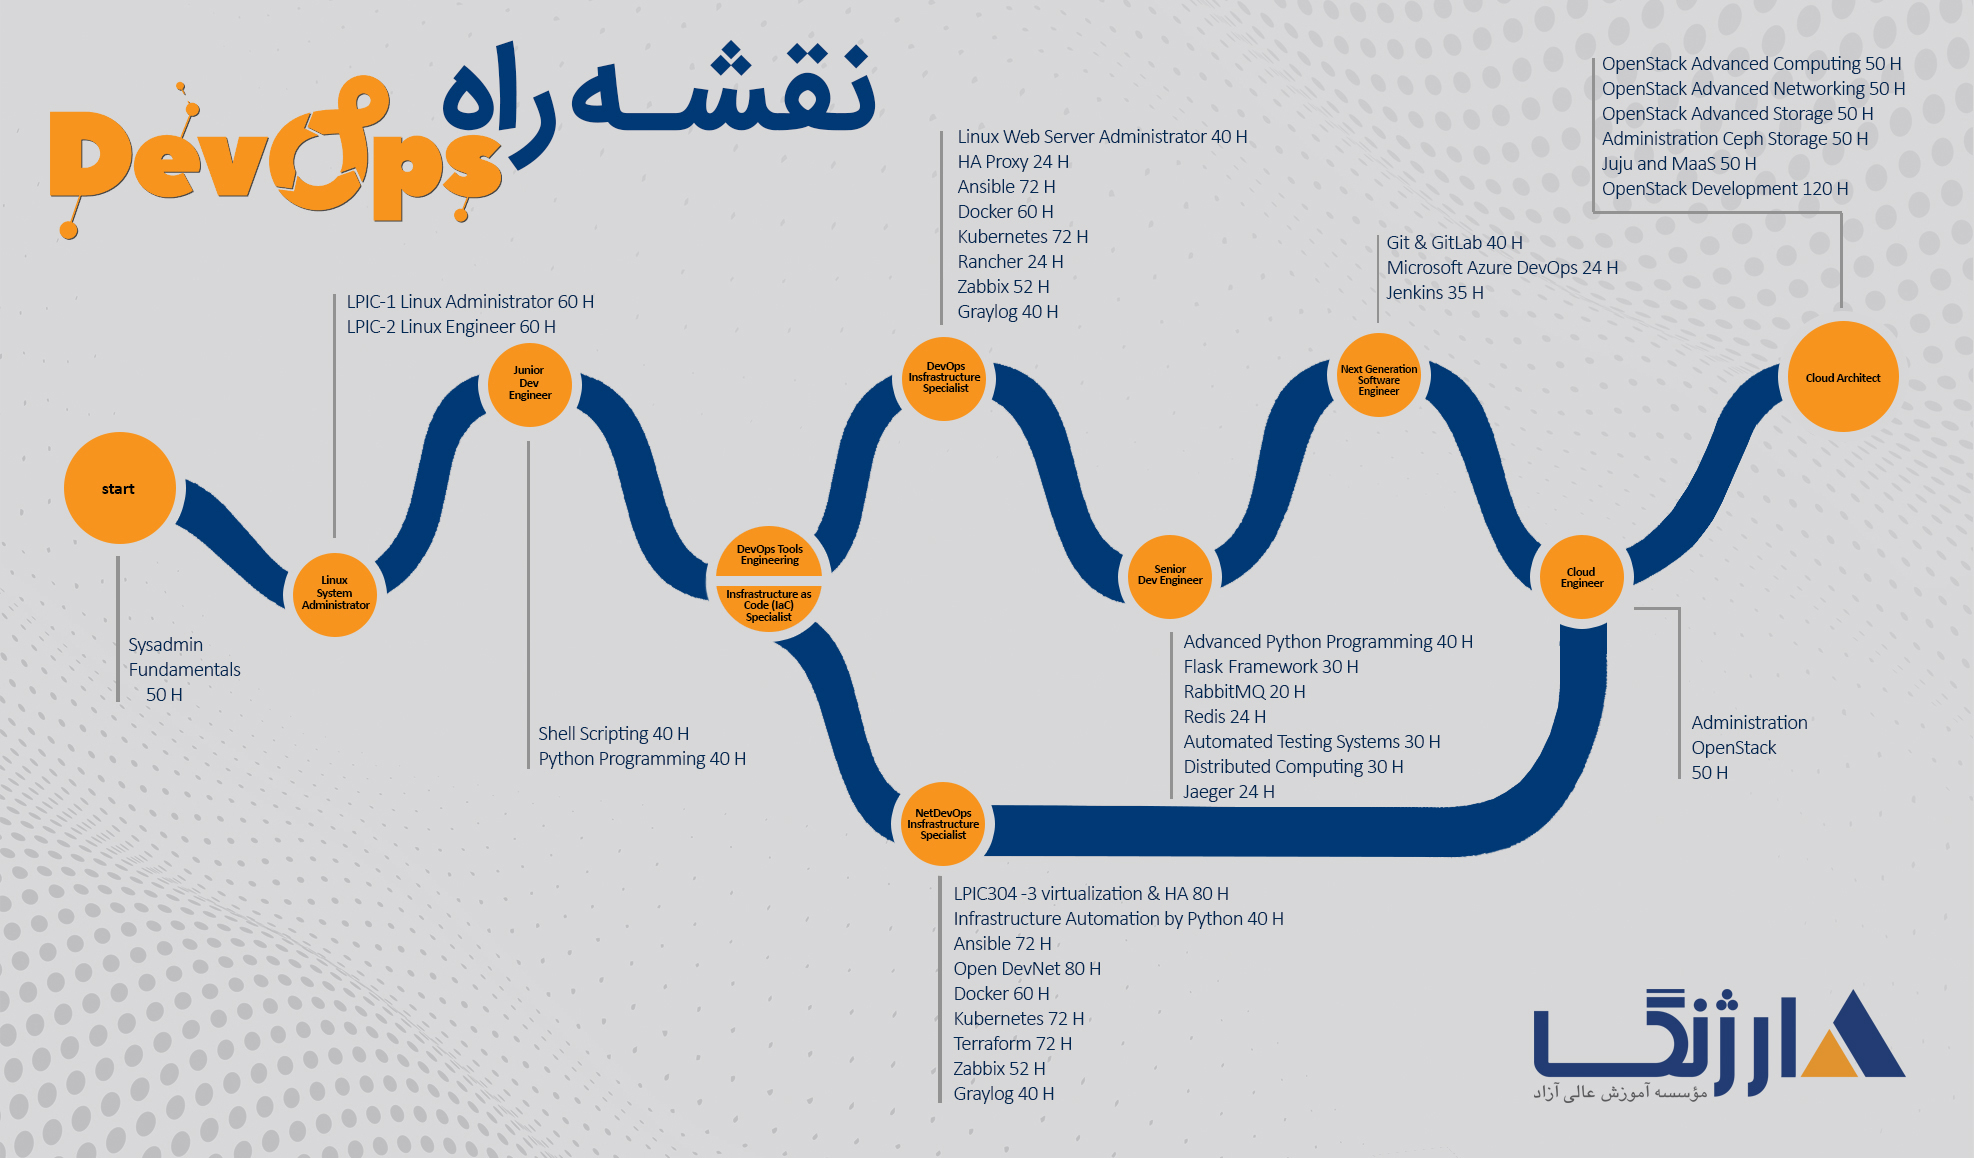 نقشه راه
DevOps
start
Sysadmin
Fundamentals
50 H
LPIC-1 Linux Administrator 60 H
LPIC-2 Linux Engineer 60 H
Linux
System
Administrator
Junior
Dev
Engineer
Shell Scripting 40 H
Python Programming 40 H
DevOps Tools
Engineering
Insfrastructure as
Code (IaC)
Specialist
Linux Web Server Administrator 40 H
HA Proxy 24 H
Ansible 72 H
Docker 60 H
Kubernetes 72 H
Rancher 24 H
Zabbix 52 H
Graylog 40 H
DevOps
Insfrastructure
Specialist
NetDevOps
Insfrastructure
Specialist
LPIC304 -3 virtualization & HA 80 H
Infrastructure Automation by Python 40 H
Ansible 72 H
Open DevNet 80 H
Docker 60 H
Kubernetes 72 H
Terraform 72 H
Zabbix 52 H
Graylog 40 H
Senior
Dev Engineer
Advanced Python Programming 40 H
Flask Framework 30 H
RabbitMQ 20 H
Redis 24 H
Automated Testing Systems 30 H
Distributed Computing 30 H
Jaeger 24 H
Git & GitLab 40 H
Microsoft Azure DevOps 24 H
Jenkins 35 H
Next Generation
Software
Engineer
Cloud
Engineer
Administration
OpenStack
50 H
OpenStack Advanced Computing 50 H
OpenStack Advanced Networking 50 H
OpenStack Advanced Storage 50 H
Administration Ceph Storage 50 H
Juju and MaaS 50 H
OpenStack Development 120 H
Cloud Architect
ارژنگ
مؤسسه آموزش عالی آزاد